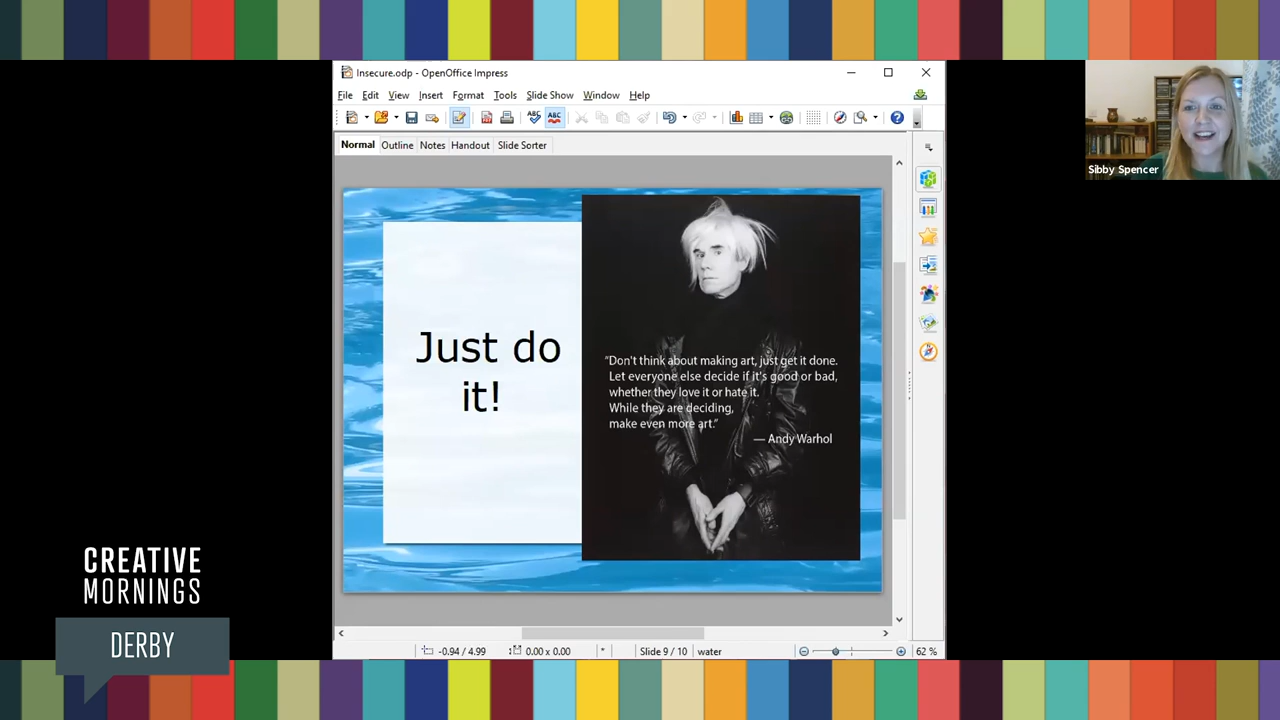 Insecure.odp - OpenOffice Impress
File Edit View Insert Format Tools Slide Show Window Help
ABC ABC
Normal Outline Notes Handout Slide Sorter
Sibby Spencer
Just do
it!
"Don't think about making art, just get it done.
Let everyone else decide if it's good or bad,
whether they love it or hate it.
While they are deciding,
make even more art."
— Andy Warhol
CREATIVE
MORNINGS
DERBY
-0.94 / 4.99 0.00 x 0.00 * Slide 9 / 10 water 62 %